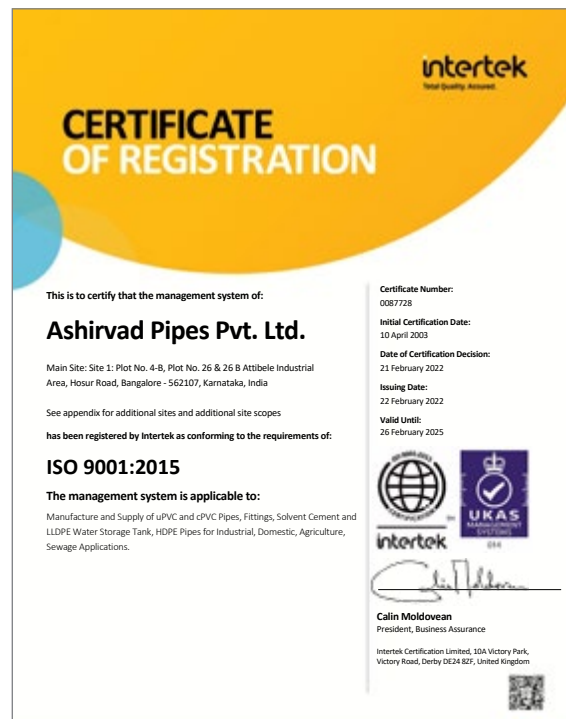 intertek
Total Quality. Assured.
CERTIFICATE
OF REGISTRATION
This is to certify that the management system of:
Ashirvad Pipes Pvt. Ltd.
Main Site: Site 1: Plot No. 4-B, Plot No. 26 & 26 B Attibele Industrial
Area, Hosur Road, Bangalore - 562107, Karnataka, India
See appendix for additional sites and additional site scopes
has been registered by Intertek as conforming to the requirements of:
ISO 9001:2015
The management system is applicable to:
Manufacture and Supply of uPVC and cPVC Pipes, Fittings, Solvent Cement and
LLDPE Water Storage Tank, HDPE Pipes for Industrial, Domestic, Agriculture,
Sewage Applications.
Certificate Number:
0087728
Initial Certification Date:
10 April 2003
Date of Certification Decision:
21 February 2022
Issuing Date:
22 February 2022
Valid Until:
26 February 2025
ISO 9001:2015
CERTIFICATION
intertek
UKAS
MANAGEMENT
SYSTEMS
014
Calin Moldovean
Calin Moldovean
President, Business Assurance
Intertek Certification Limited, 10A Victory Park,
Victory Road, Derby DE24 8ZF, United Kingdom